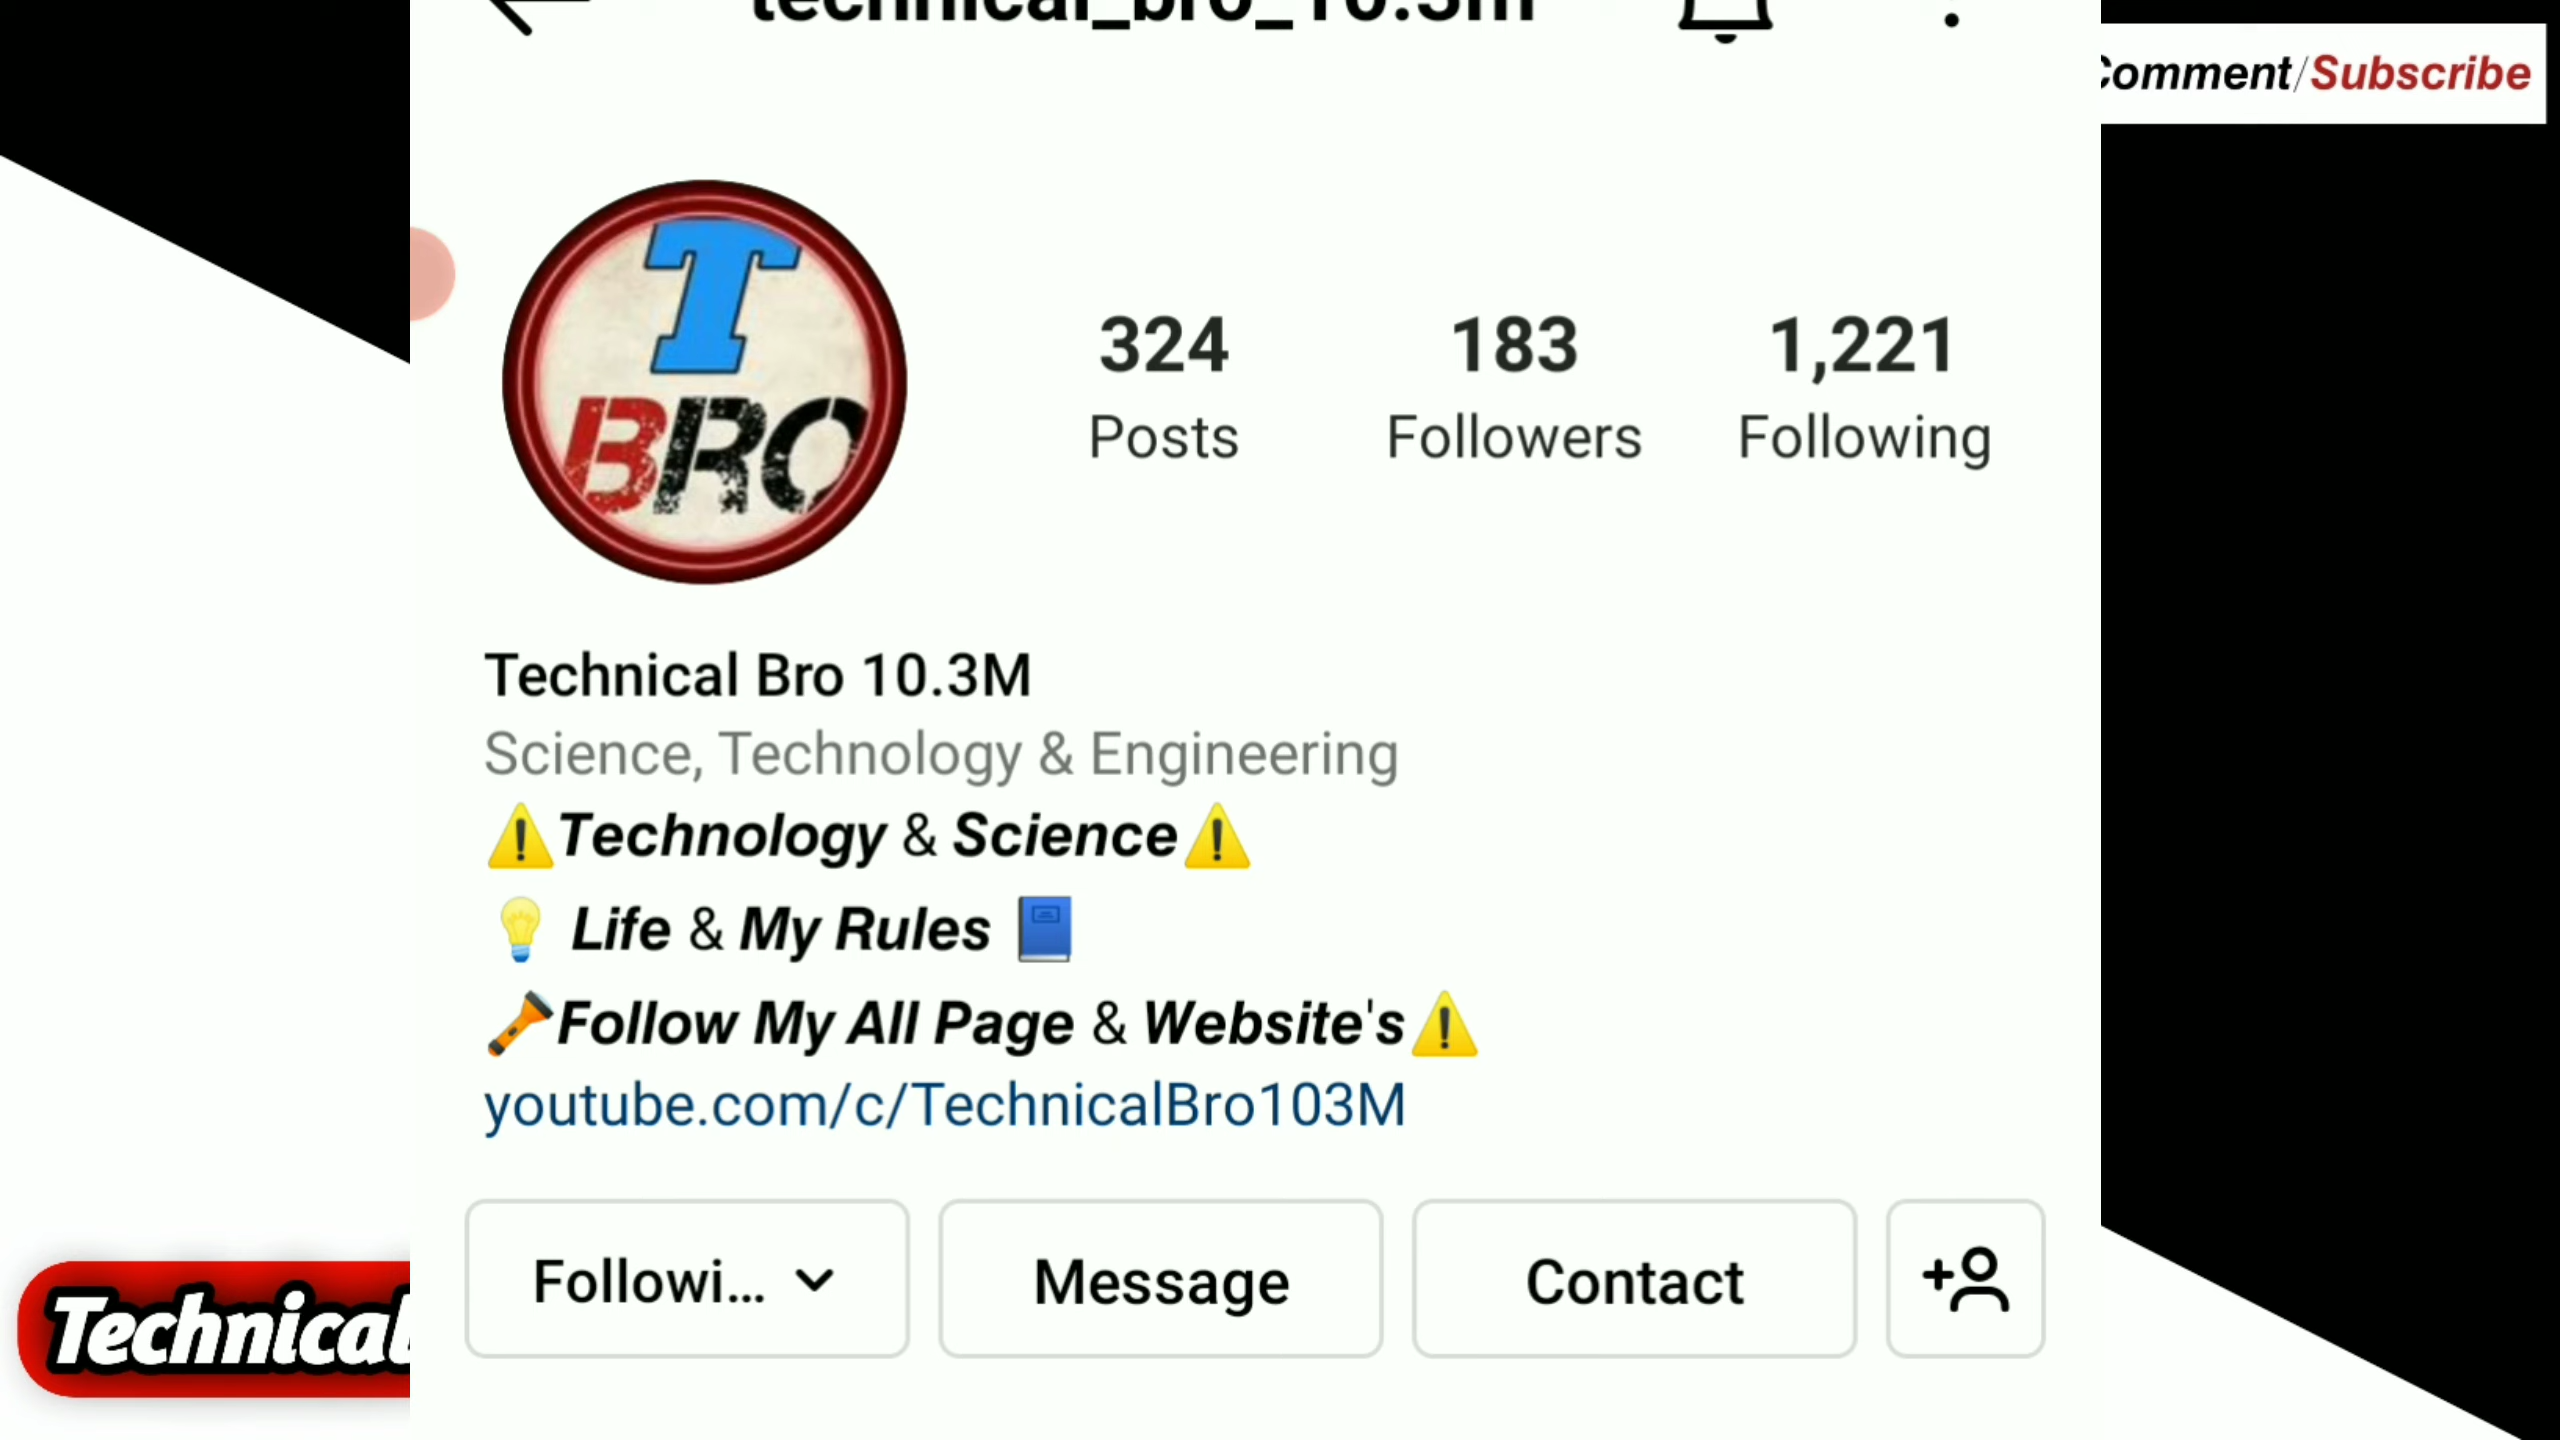 technical_bro_10.3m
Comment/Subscribe
T
BRO
324 183 1,221
Posts Followers Following
Technical Bro 10.3M
Science, Technology & Engineering
⚠️Technology & Science⚠️
💡 Life & My Rules 📘
🔦Follow My All Page & Website's⚠️
youtube.com/c/TechnicalBro103M
Followi... Message Contact
Technical